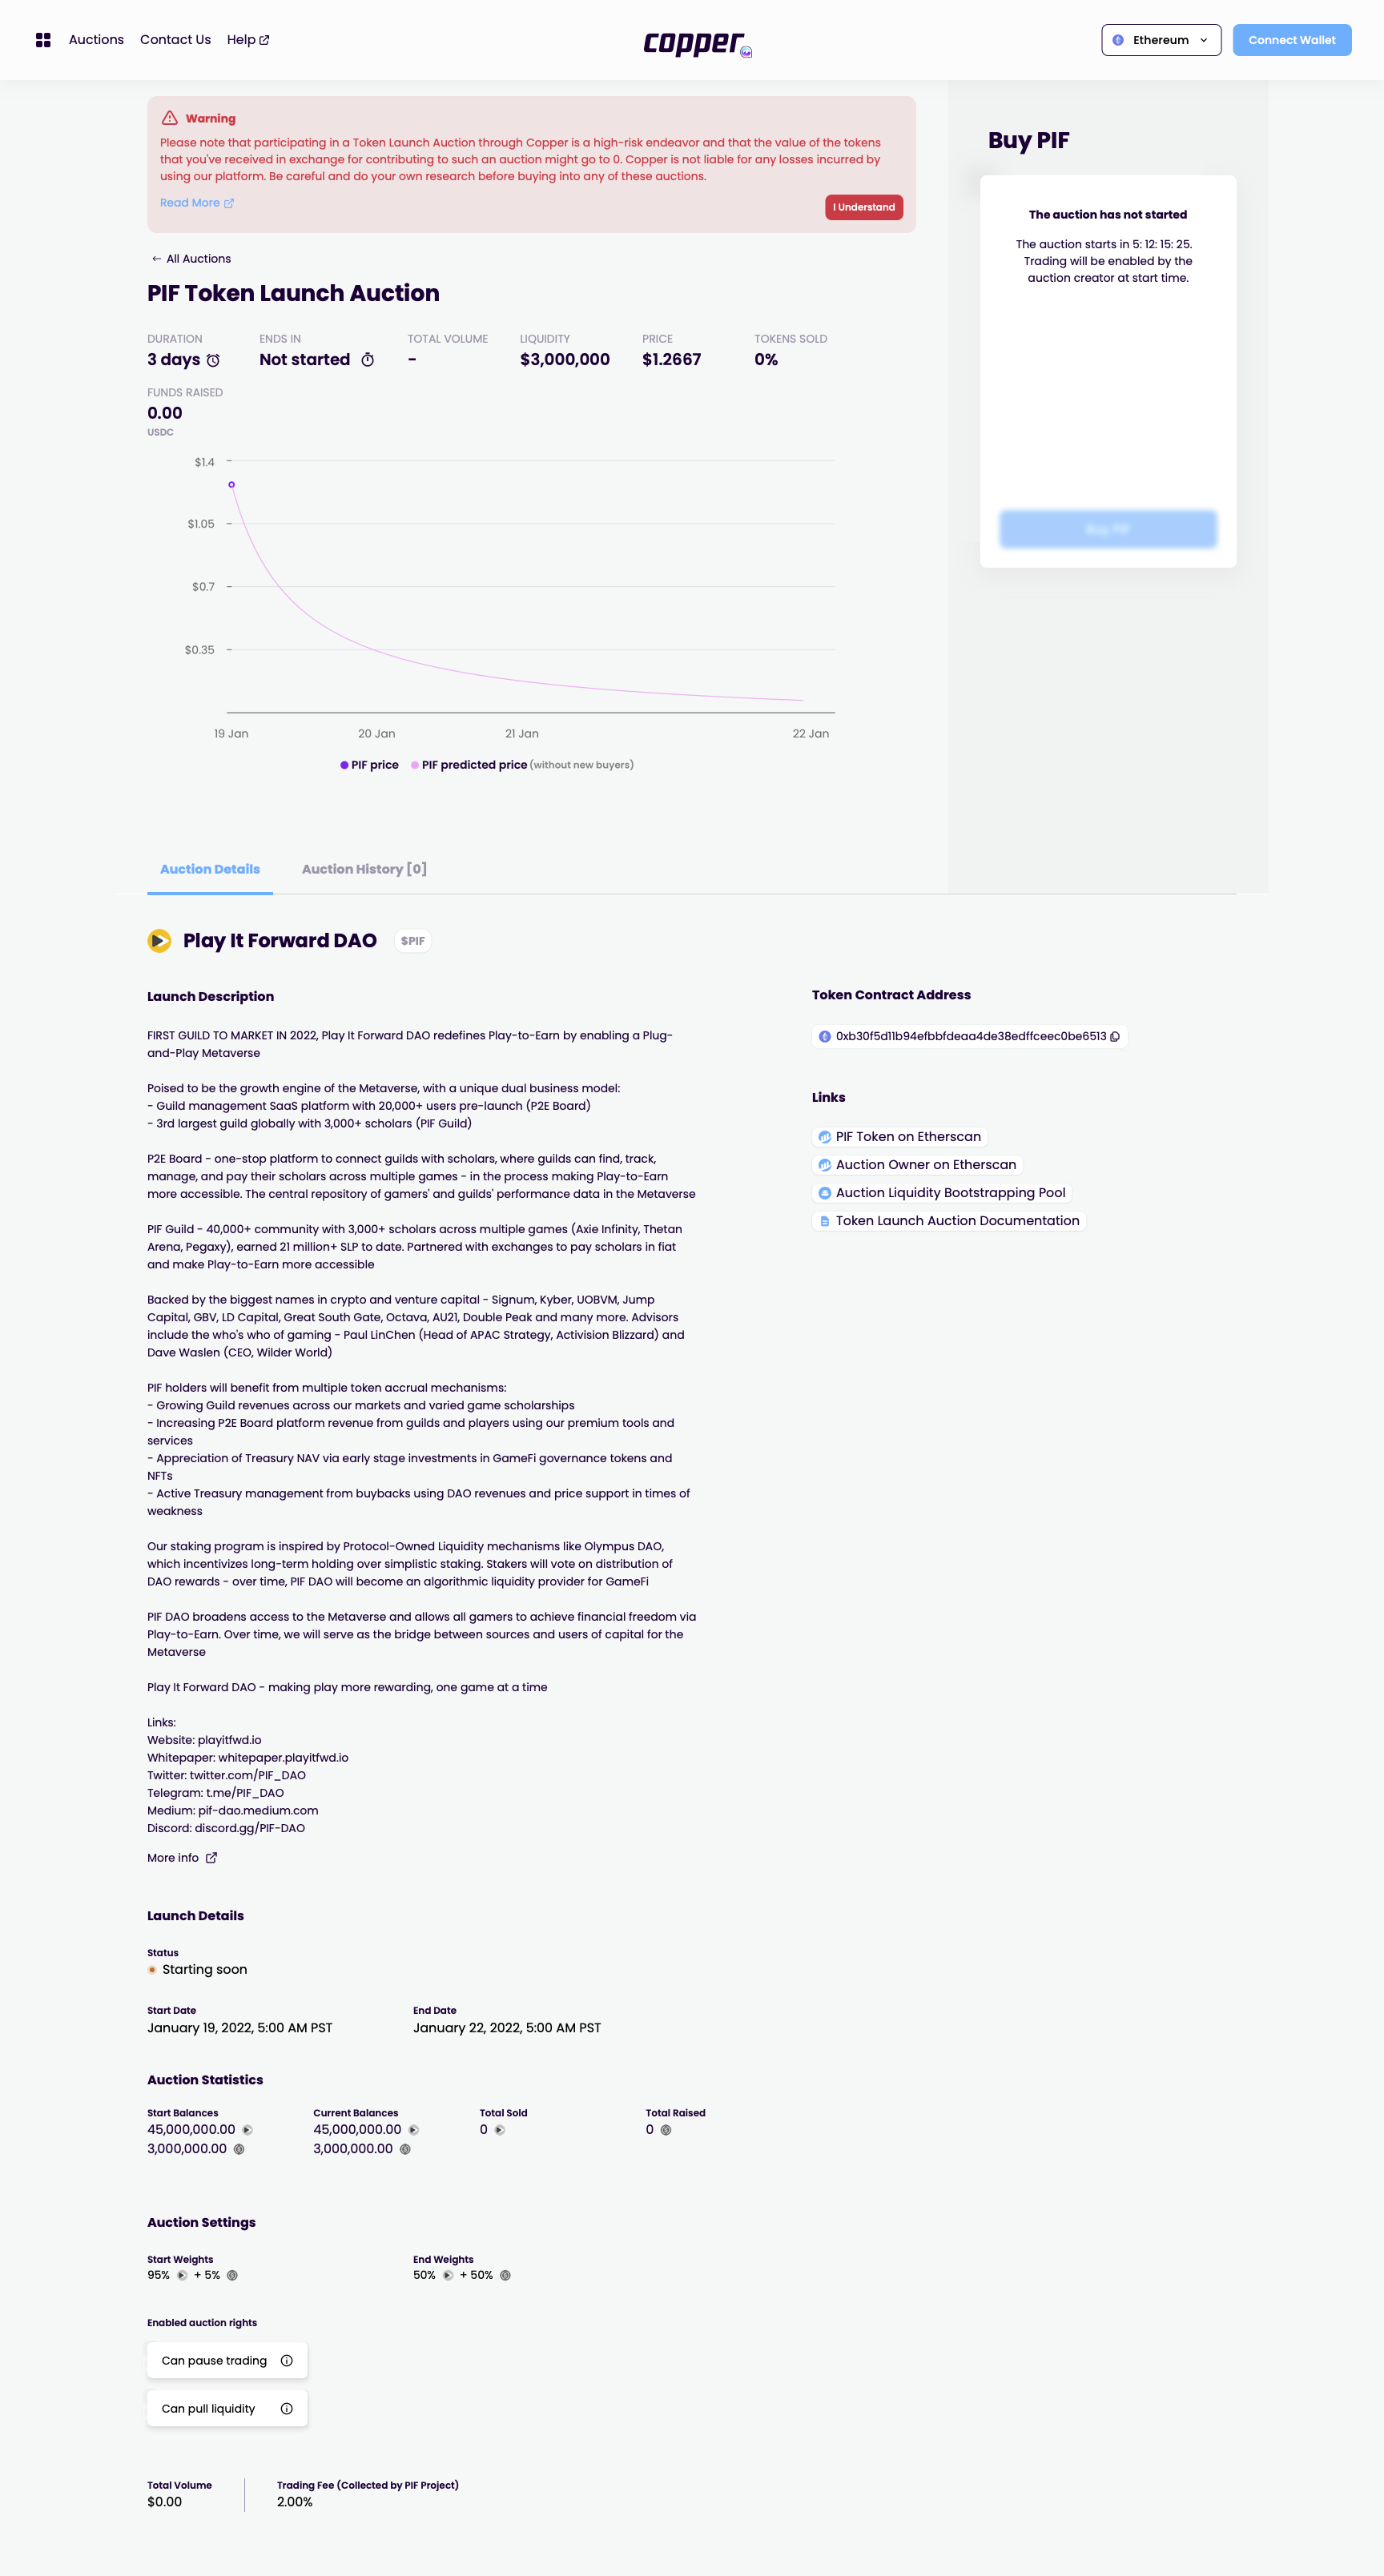 Auctions Contact Us Help
copper
Ethereum
Connect Wallet
Warning
Please note that participating in a Token Launch Auction through Copper is a high-risk endeavor and that the value of the tokens
that you've received in exchange for contributing to such an auction might go to 0. Copper is not liable for any losses incurred by
using our platform. Be careful and do your own research before buying into any of these auctions.
Read More
I Understand
← All Auctions
PIF Token Launch Auction
DURATION ENDS IN TOTAL VOLUME LIQUIDITY PRICE TOKENS SOLD
3 days Not started - $3,000,000 $1.2667 0%
FUNDS RAISED
0.00
USDC
$1.4
$1.05
$0.7
$0.35
19 Jan 20 Jan 21 Jan 22 Jan
PIF price PIF predicted price (without new buyers)
Buy PIF
The auction has not started
The auction starts in 5: 12: 15: 25.
Trading will be enabled by the
auction creator at start time.
Buy PIF
Auction Details Auction History [0]
Play It Forward DAO $PIF
Launch Description
FIRST GUILD TO MARKET IN 2022, Play It Forward DAO redefines Play-to-Earn by enabling a Plug-
and-Play Metaverse
Poised to be the growth engine of the Metaverse, with a unique dual business model:
- Guild management SaaS platform with 20,000+ users pre-launch (P2E Board)
- 3rd largest guild globally with 3,000+ scholars (PIF Guild)
P2E Board - one-stop platform to connect guilds with scholars, where guilds can find, track,
manage, and pay their scholars across multiple games - in the process making Play-to-Earn
more accessible. The central repository of gamers' and guilds' performance data in the Metaverse
PIF Guild - 40,000+ community with 3,000+ scholars across multiple games (Axie Infinity, Thetan
Arena, Pegaxy), earned 21 million+ SLP to date. Partnered with exchanges to pay scholars in fiat
and make Play-to-Earn more accessible
Backed by the biggest names in crypto and venture capital - Signum, Kyber, UOBVM, Jump
Capital, GBV, LD Capital, Great South Gate, Octava, AU21, Double Peak and many more. Advisors
include the who's who of gaming - Paul LinChen (Head of APAC Strategy, Activision Blizzard) and
Dave Waslen (CEO, Wilder World)
PIF holders will benefit from multiple token accrual mechanisms:
- Growing Guild revenues across our markets and varied game scholarships
- Increasing P2E Board platform revenue from guilds and players using our premium tools and
services
- Appreciation of Treasury NAV via early stage investments in GameFi governance tokens and
NFTs
- Active Treasury management from buybacks using DAO revenues and price support in times of
weakness
Our staking program is inspired by Protocol-Owned Liquidity mechanisms like Olympus DAO,
which incentivizes long-term holding over simplistic staking. Stakers will vote on distribution of
DAO rewards - over time, PIF DAO will become an algorithmic liquidity provider for GameFi
PIF DAO broadens access to the Metaverse and allows all gamers to achieve financial freedom via
Play-to-Earn. Over time, we will serve as the bridge between sources and users of capital for the
Metaverse
Play It Forward DAO - making play more rewarding, one game at a time
Links:
Website: playitfwd.io
Whitepaper: whitepaper.playitfwd.io
Twitter: twitter.com/PIF_DAO
Telegram: t.me/PIF_DAO
Medium: pif-dao.medium.com
Discord: discord.gg/PIF-DAO
More info
Token Contract Address
0xb30f5d11b94efbbfdeaa4de38edffceec0be6513
Links
PIF Token on Etherscan
Auction Owner on Etherscan
Auction Liquidity Bootstrapping Pool
Token Launch Auction Documentation
Launch Details
Status
Starting soon
Start Date End Date
January 19, 2022, 5:00 AM PST January 22, 2022, 5:00 AM PST
Auction Statistics
Start Balances Current Balances Total Sold Total Raised
45,000,000.00 45,000,000.00 0 0
3,000,000.00 3,000,000.00
Auction Settings
Start Weights End Weights
95% + 5% 50% + 50%
Enabled auction rights
Can pause trading
Can pull liquidity
Total Volume Trading Fee (Collected by PIF Project)
$0.00 2.00%